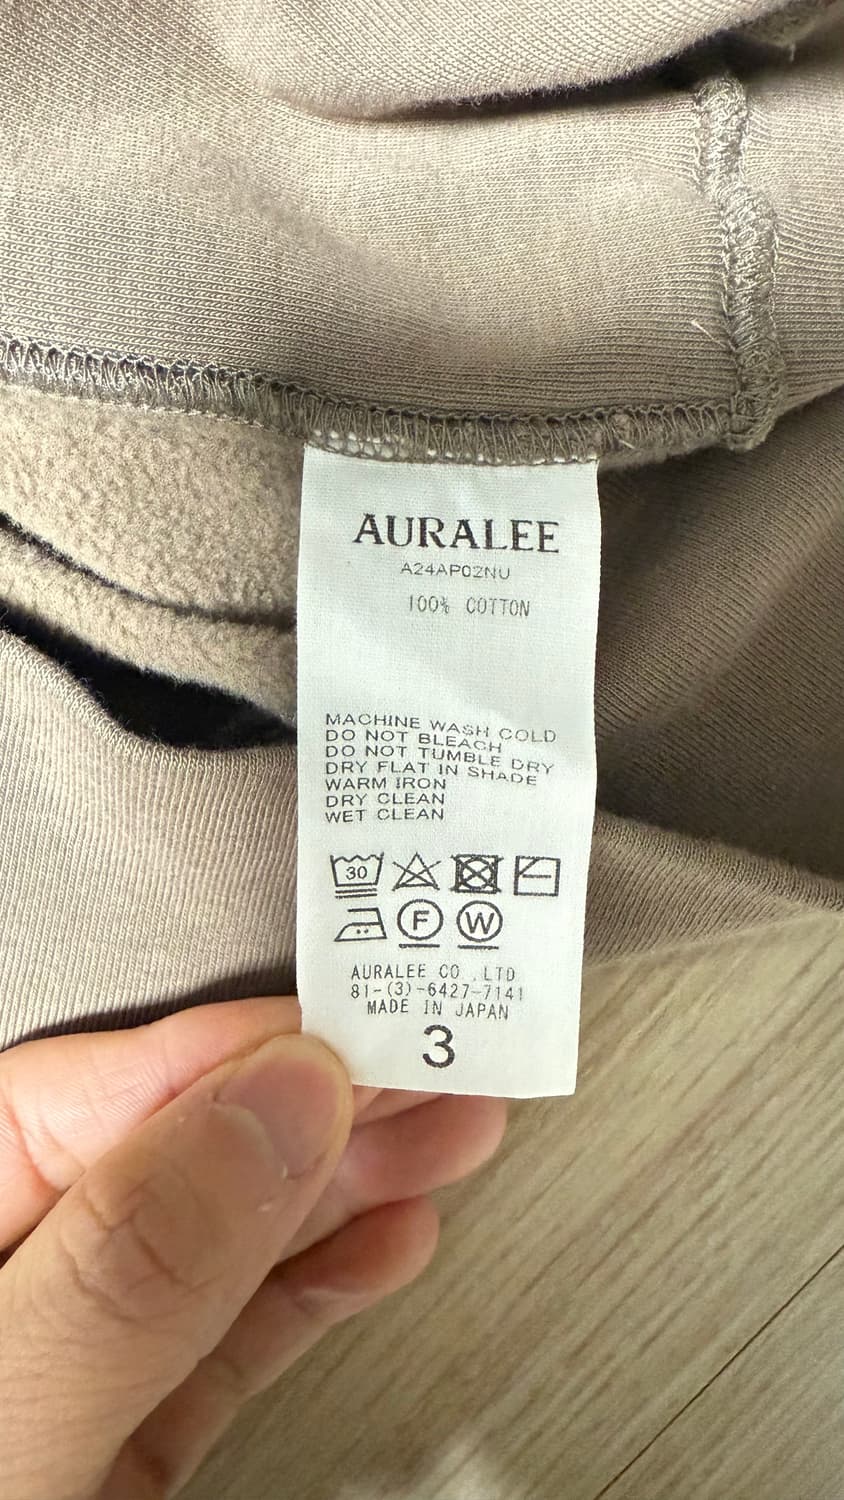 AURALEE
A24AP02NU
100% COTTON
MACHINE WASH COLD
DO NOT BLEACH
DO NOT TUMBLE DRY
DRY FLAT IN SHADE
WARM IRON
DRY CLEAN
WET CLEAN
30
F W
AURALEE CO.,LTD
81-(3)-6427-7141
MADE IN JAPAN
3